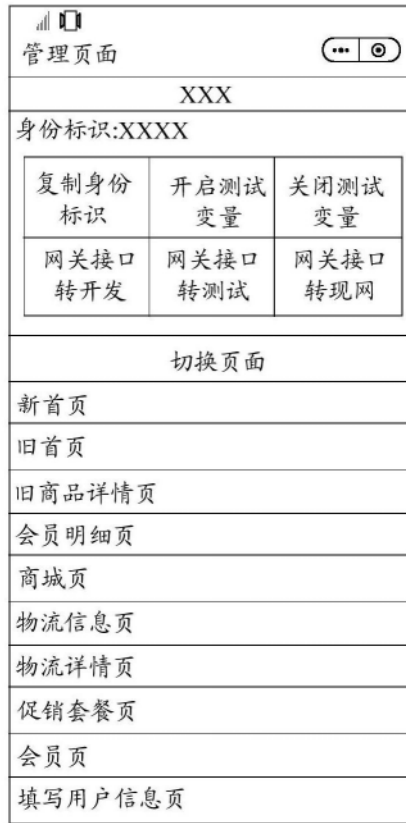 管理页面
XXX
身份标识:XXXX
复制身份
标识
开启测试
变量
关闭测试
变量
网关接口
转开发
网关接口
转测试
网关接口
转现网
切换页面
新首页
旧首页
旧商品详情页
会员明细页
商城页
物流信息页
物流详情页
促销套餐页
会员页
填写用户信息页